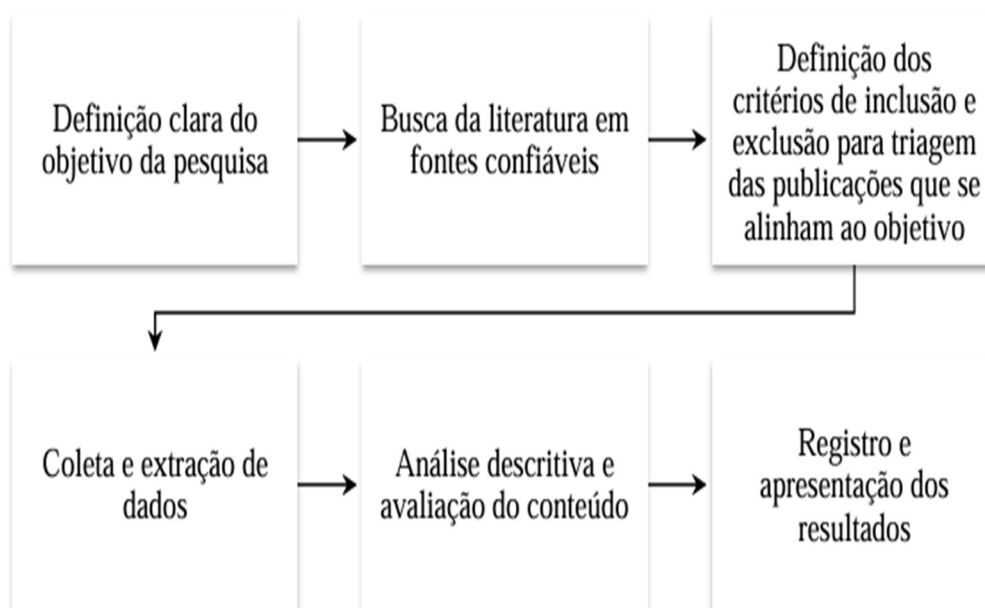 Definição clara do
objetivo da pesquisa
Busca da literatura em
fontes confiáveis
Definição dos
critérios de inclusão e
exclusão para triagem
das publicações que se
alinham ao objetivo
Coleta e extração de
dados
Análise descritiva e
avaliação do conteúdo
Registro e
apresentação dos
resultados